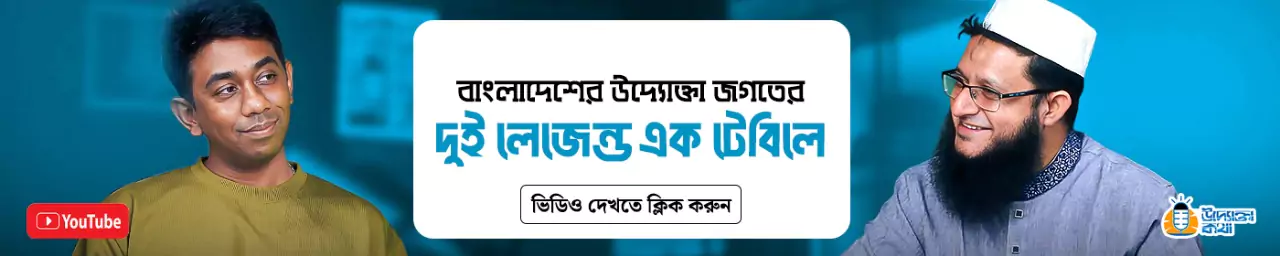 বাংলাদেশের উদ্যোক্তা জগতের
দুই লেজেন্ড এক টেবিলে
ভিডিও দেখতে ক্লিক করুন
YouTube
উদ্যোক্তা
কথা